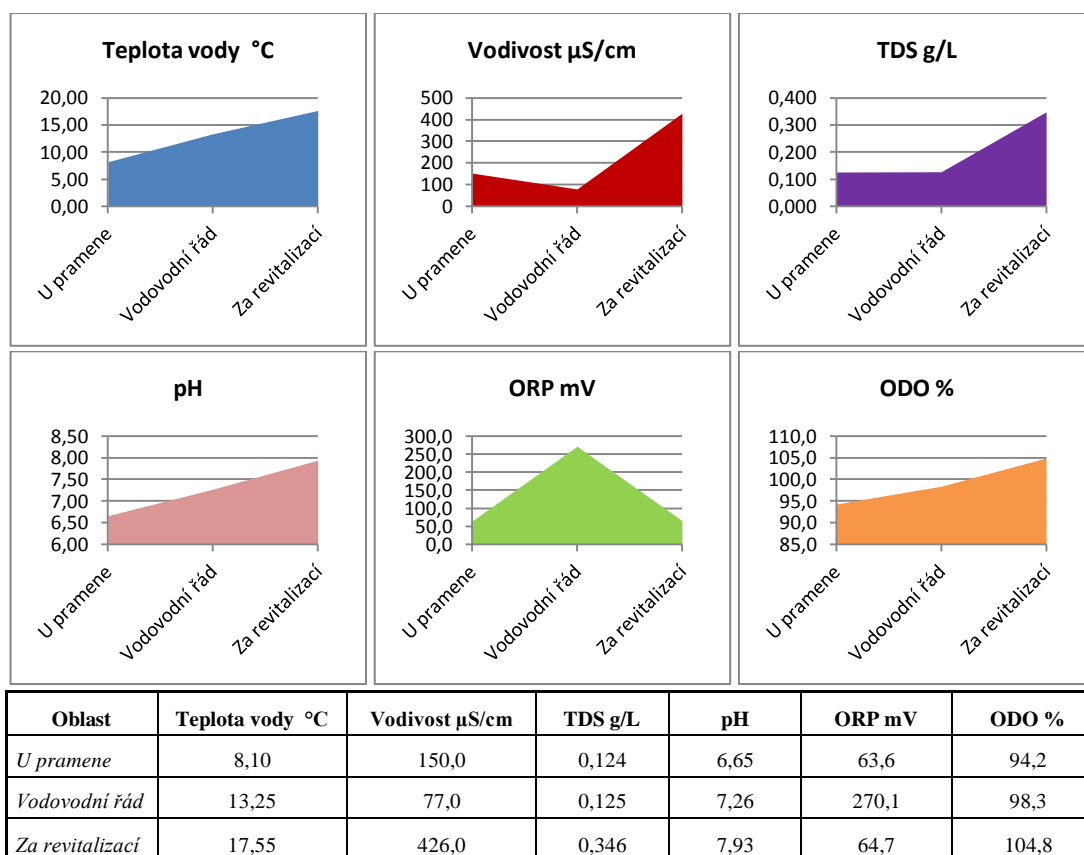 Teplota vody °C
20,00
15,00
10,00
5,00
0,00
U pramene
Vodovodní řád
Za revitalizací
Vodivost µS/cm
500
400
300
200
100
0
U pramene
Vodovodní řád
Za revitalizací
TDS g/L
0,400
0,300
0,200
0,100
0,000
U pramene
Vodovodní řád
Za revitalizací
pH
8,50
8,00
7,50
7,00
6,50
6,00
U pramene
Vodovodní řád
Za revitalizací
ORP mV
300,0
250,0
200,0
150,0
100,0
50,0
0,0
U pramene
Vodovodní řád
Za revitalizací
ODO %
110,0
105,0
100,0
95,0
90,0
85,0
U pramene
Vodovodní řád
Za revitalizací
Oblast Teplota vody °C Vodivost µS/cm TDS g/L pH ORP mV ODO %
U pramene 8,10 150,0 0,124 6,65 63,6 94,2
Vodovodní řád 13,25 77,0 0,125 7,26 270,1 98,3
Za revitalizací 17,55 426,0 0,346 7,93 64,7 104,8